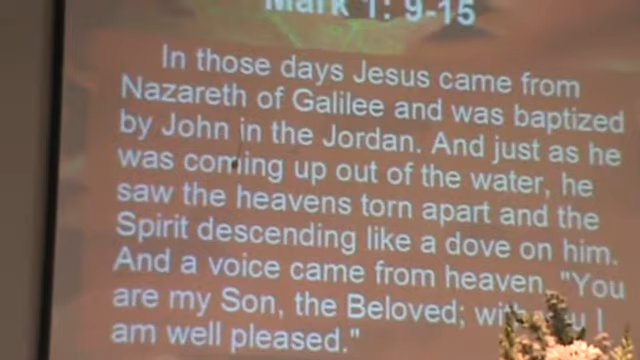 Mark 1: 9-15
In those days Jesus came from
Nazareth of Galilee and was baptized
by John in the Jordan. And just as he
was coming up out of the water, he
saw the heavens torn apart and the
Spirit descending like a dove on him.
And a voice came from heaven, "You
are my Son, the Beloved; I
am well pleased."